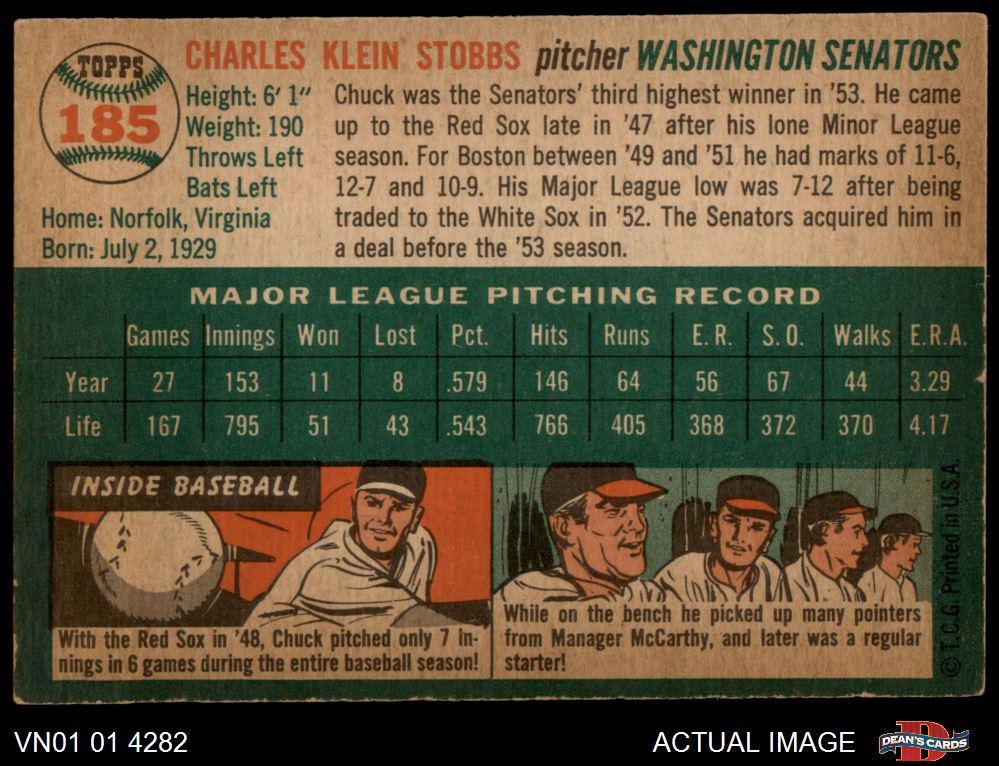 TOPPS
185
CHARLES KLEIN STOBBS pitcher WASHINGTON SENATORS
Height: 6' 1"
Weight: 190
Throws Left
Bats Left
Home: Norfolk, Virginia
Born: July 2, 1929
Chuck was the Senators' third highest winner in '53. He came
up to the Red Sox late in '47 after his lone Minor League
season. For Boston between '49 and '51 he had marks of 11-6,
12-7 and 10-9. His Major League low was 7-12 after being
traded to the White Sox in '52. The Senators acquired him in
a deal before the '53 season.
MAJOR LEAGUE PITCHING RECORD
Games Innings Won Lost Pct. Hits Runs E. R. S. O. Walks E.R.A.
Year 27 153 11 8 .579 146 64 56 67 44 3.29
Life 167 795 51 43 .543 766 405 368 372 370 4.17
INSIDE BASEBALL
With the Red Sox in '48, Chuck pitched only 7 in-
nings in 6 games during the entire baseball season!
While on the bench he picked up many pointers
from Manager McCarthy, and later was a regular
starter!
© T.C.G. Printed in U.S.A.
VN01 01 4282
ACTUAL IMAGE
DEAN'S CARDS